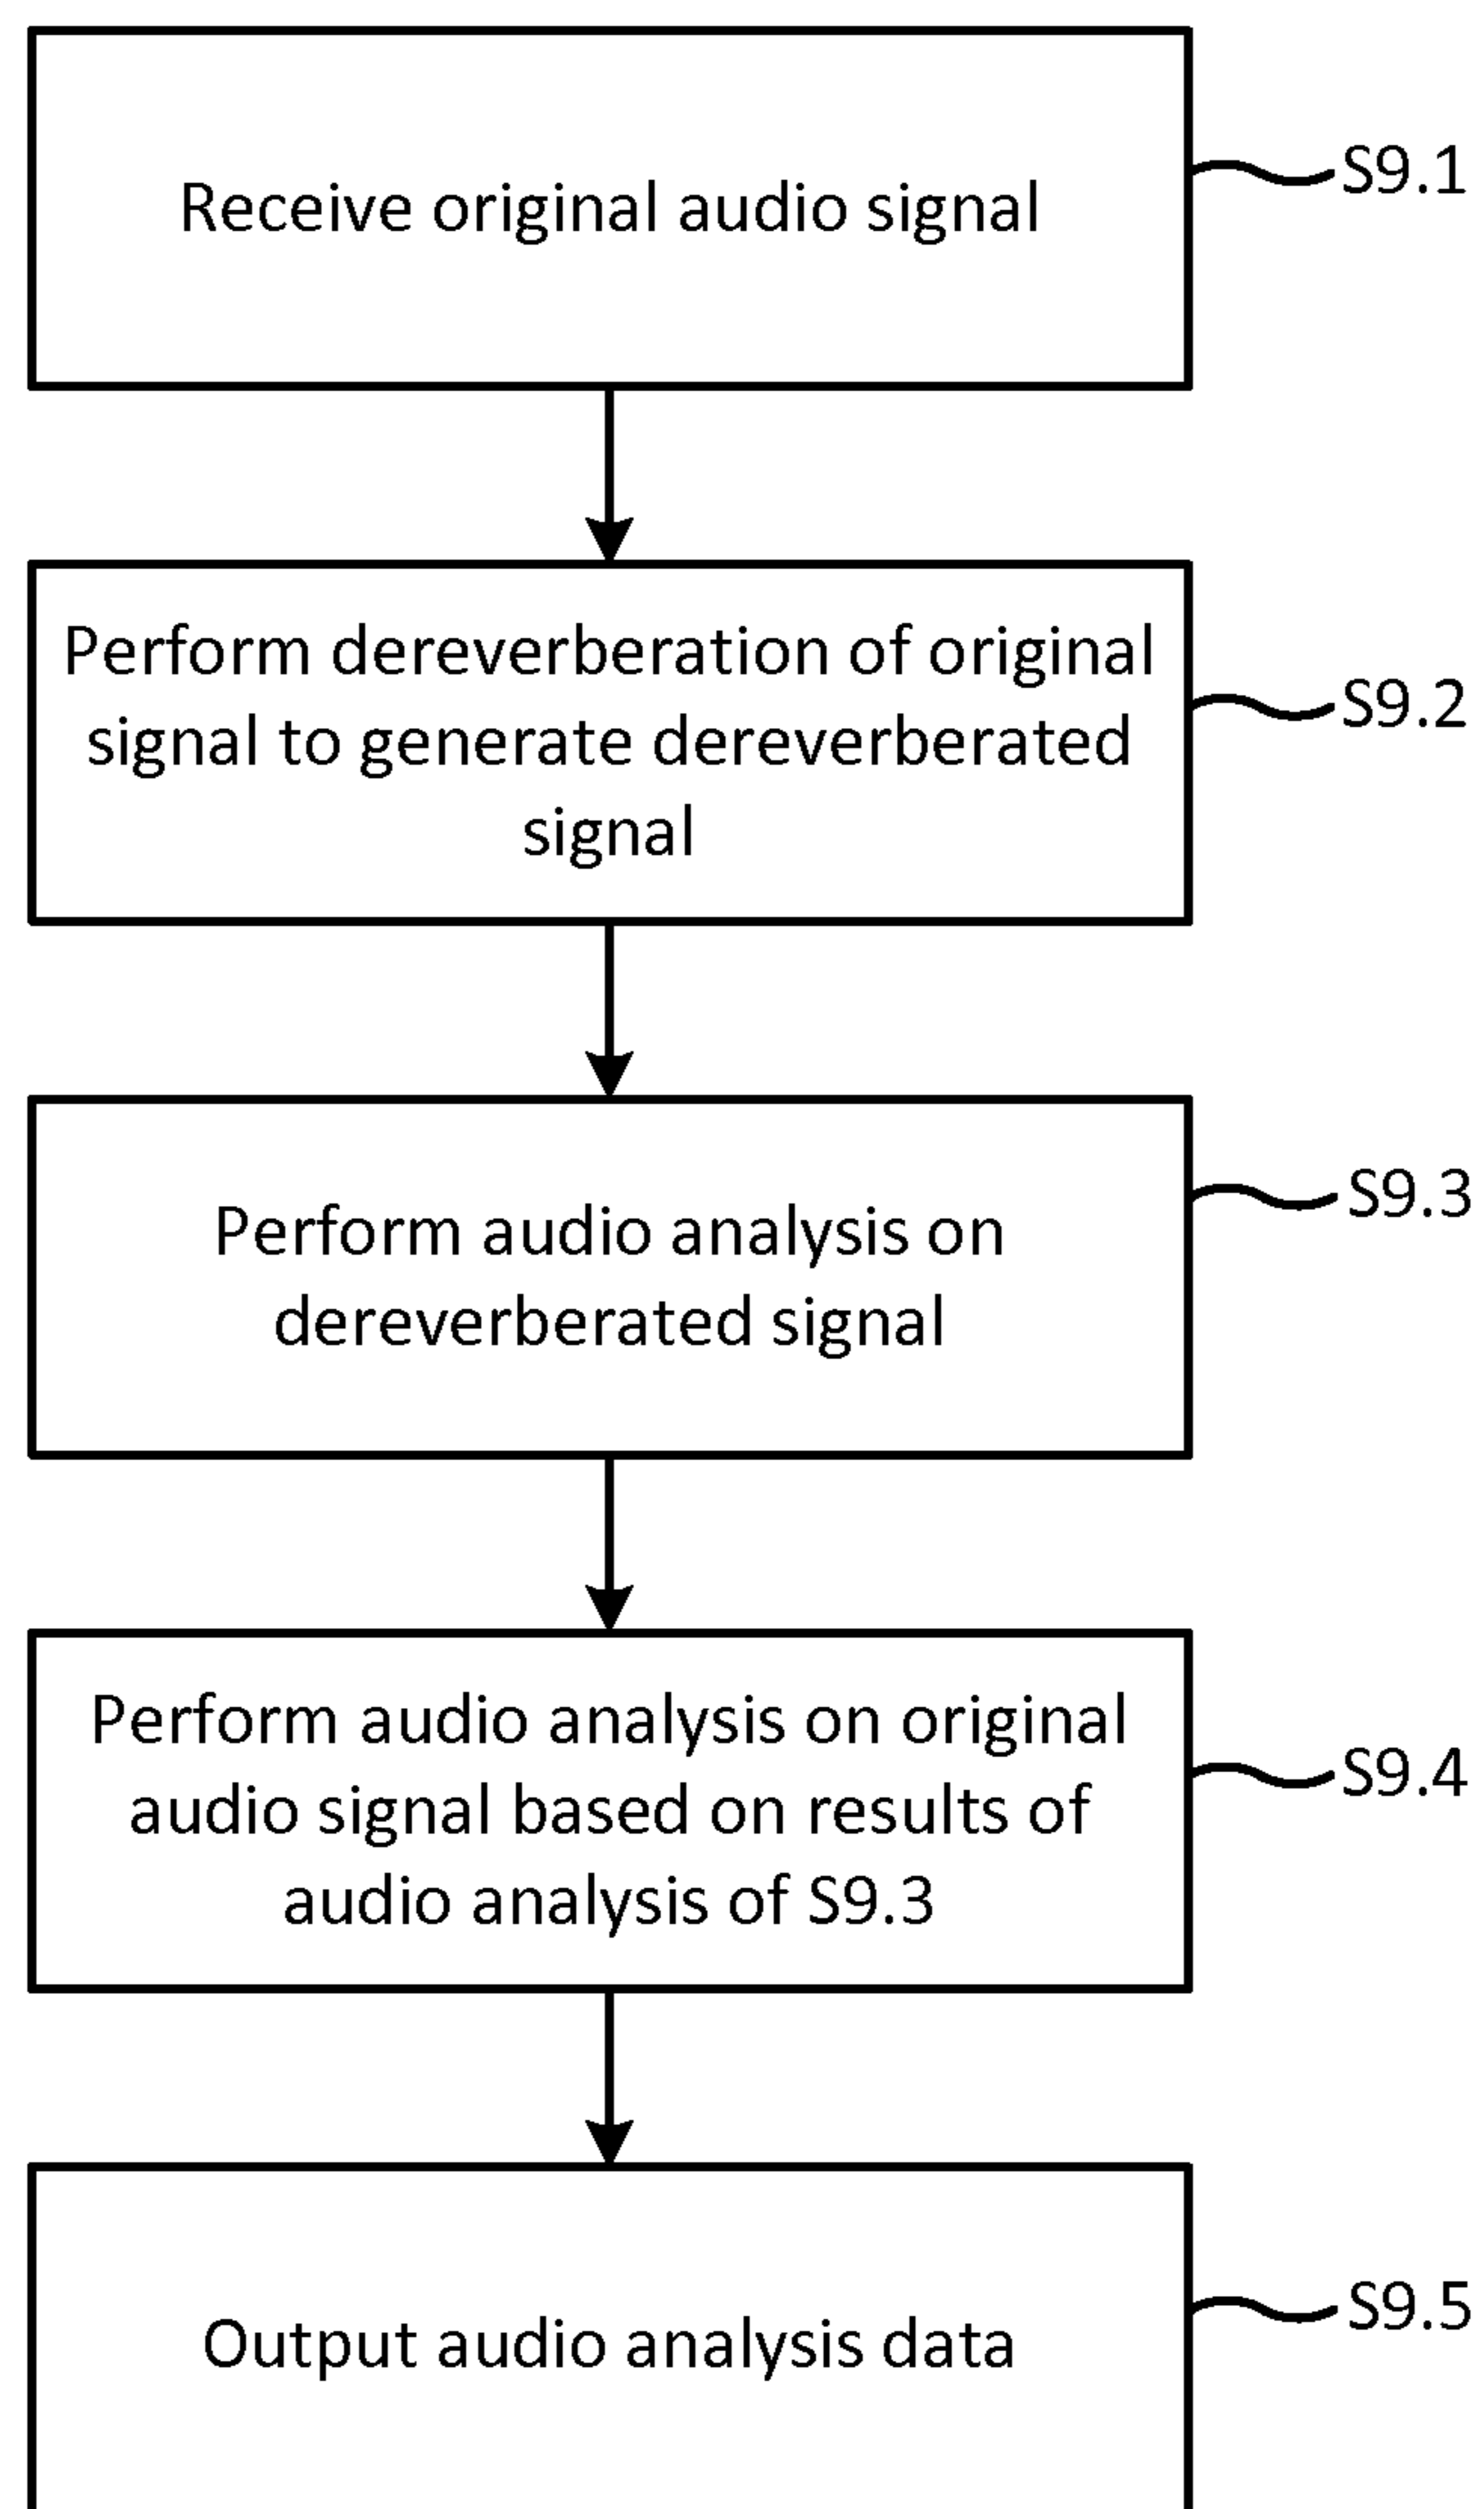 Receive original audio signal
S9.1
Perform dereverberation of original
signal to generate dereverberated
signal
S9.2
Perform audio analysis on
dereverberated signal
S9.3
Perform audio analysis on original
audio signal based on results of
audio analysis of S9.3
S9.4
Output audio analysis data
S9.5